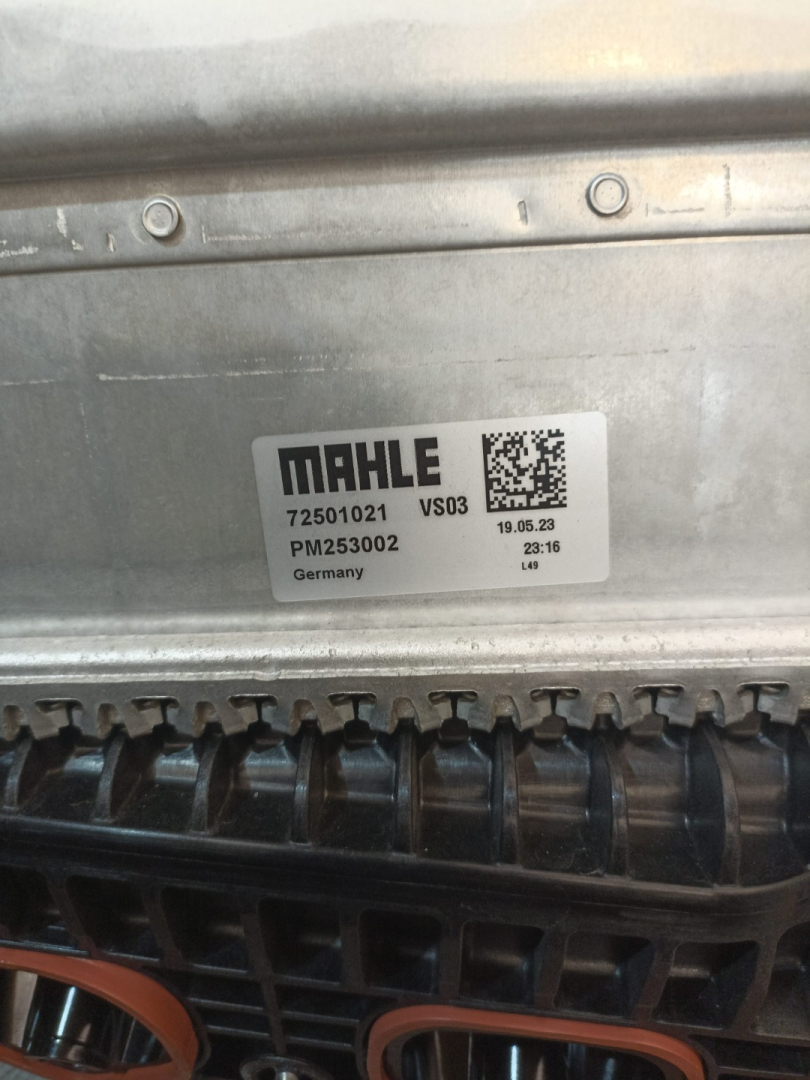 MAHLE
72501021 VS03
PM253002
Germany
19.05.23
23:16
L49